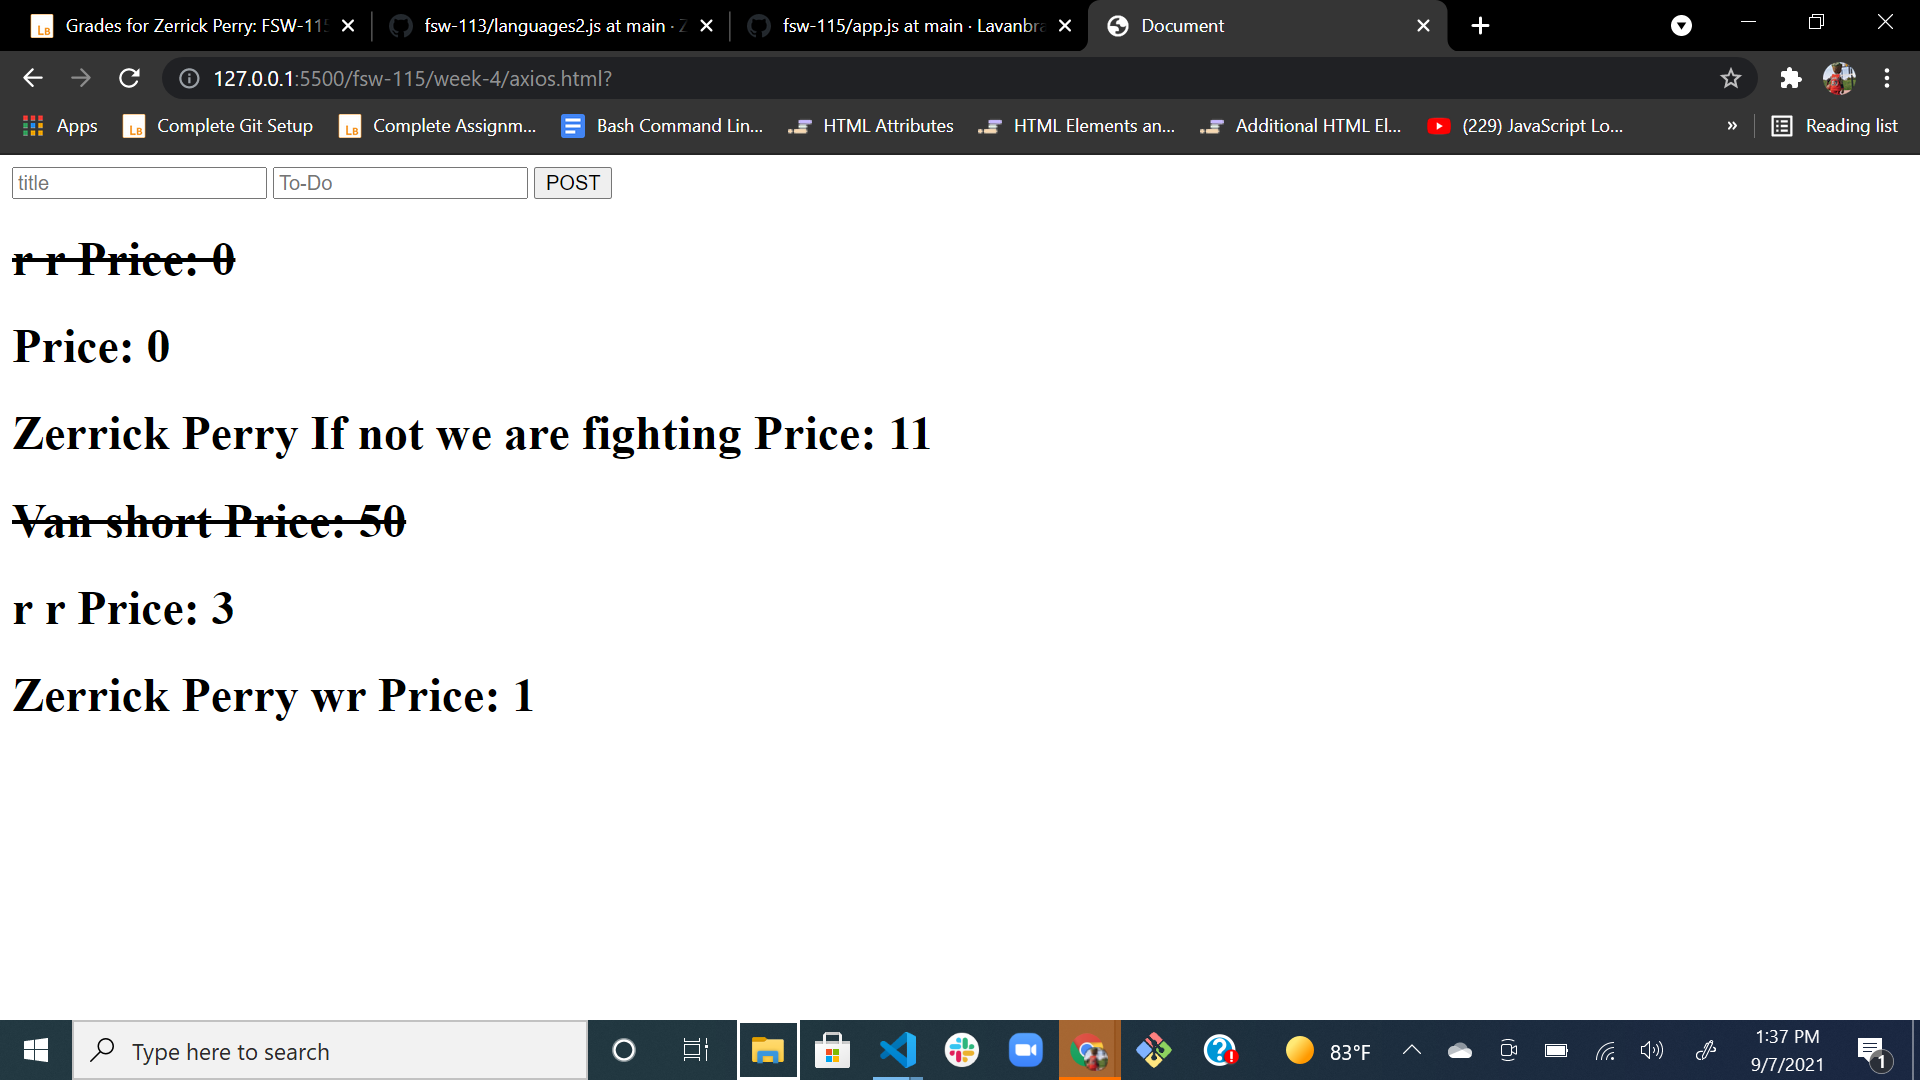 Grades for Zerrick Perry: FSW-115
fsw-113/languages2.js at main · Z
fsw-115/app.js at main · Lavanbra
Document
127.0.0.1:5500/fsw-115/week-4/axios.html?
Apps
Complete Git Setup
Complete Assignm...
Bash Command Lin...
HTML Attributes
HTML Elements an...
Additional HTML El...
(229) JavaScript Lo...
»
Reading list
title
To-Do
POST
r r Price: 0
Price: 0
Zerrick Perry If not we are fighting Price: 11
Van short Price: 50
r r Price: 3
Zerrick Perry wr Price: 1
Type here to search
83°F
1:37 PM
9/7/2021
1